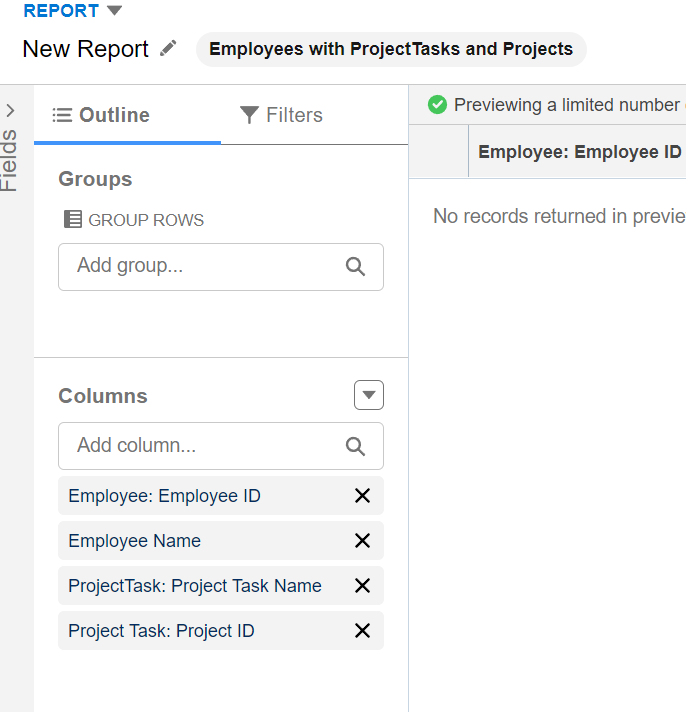 REPORT
New Report
Employees with ProjectTasks and Projects
Fields
Outline
Filters
Groups
GROUP ROWS
Add group...
Columns
Add column...
Employee: Employee ID
Employee Name
ProjectTask: Project Task Name
Project Task: Project ID
Previewing a limited number
Employee: Employee ID
No records returned in previe